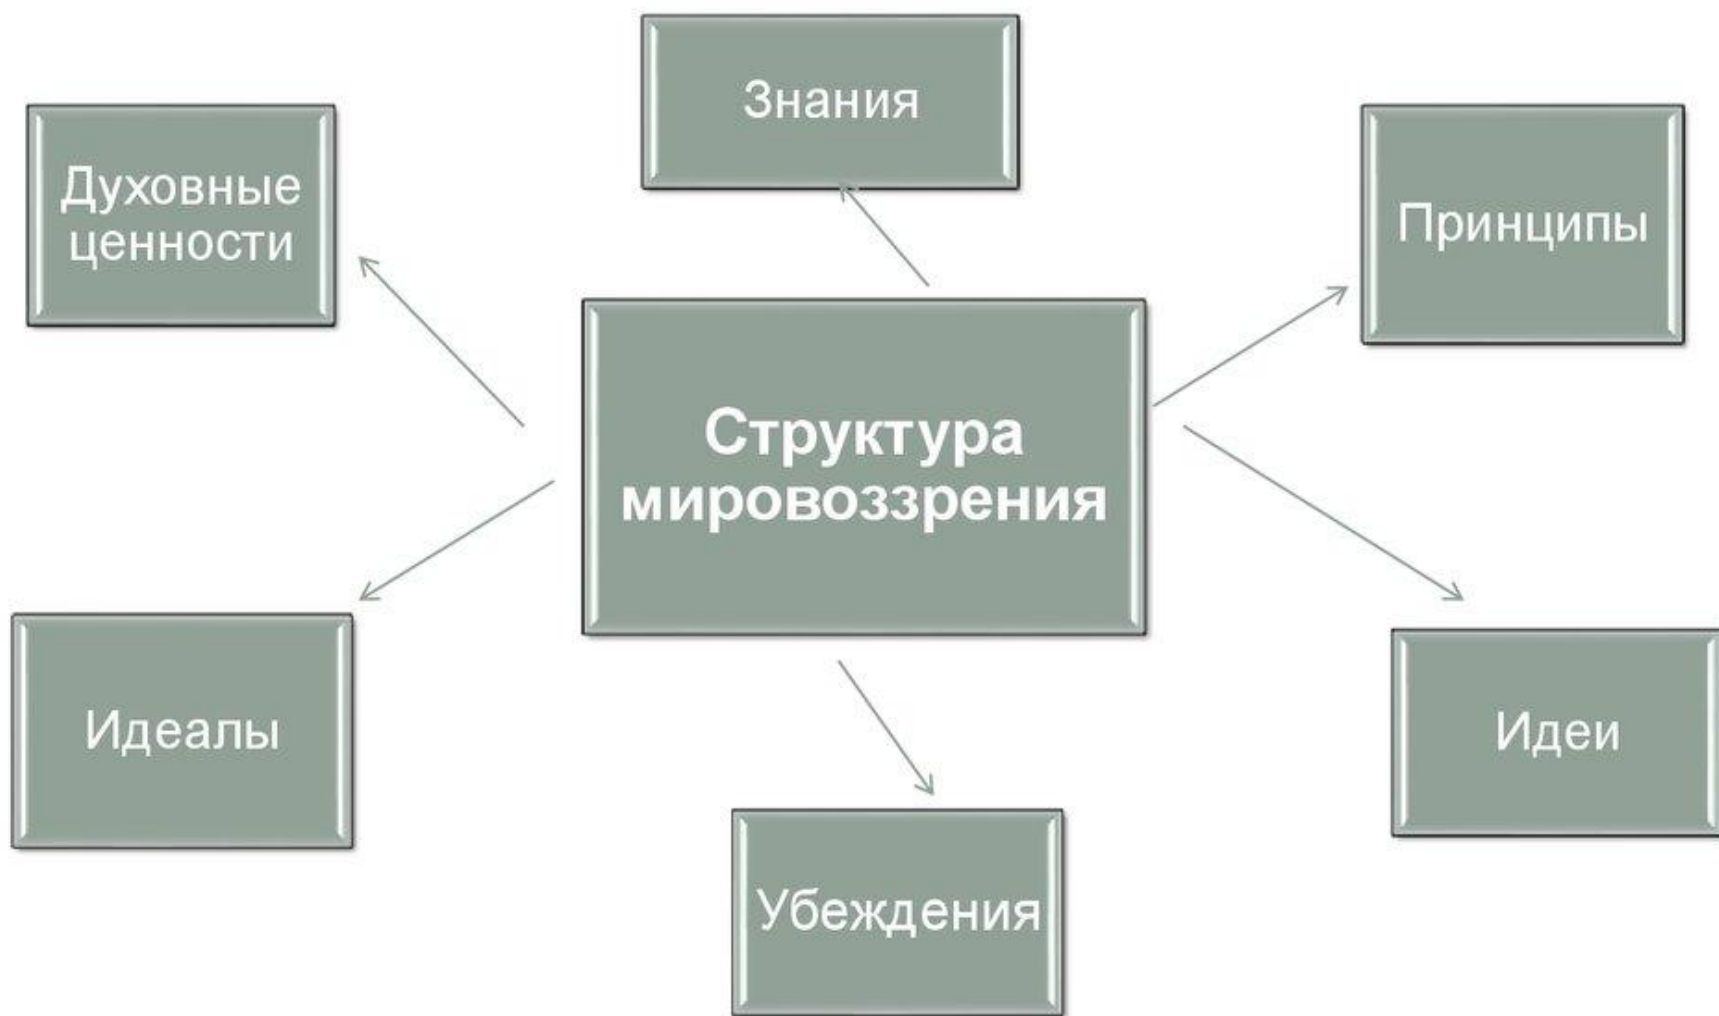 Знания
Духовные
ценности
Принципы
Структура
мировоззрения
Идеалы
Идеи
Убеждения